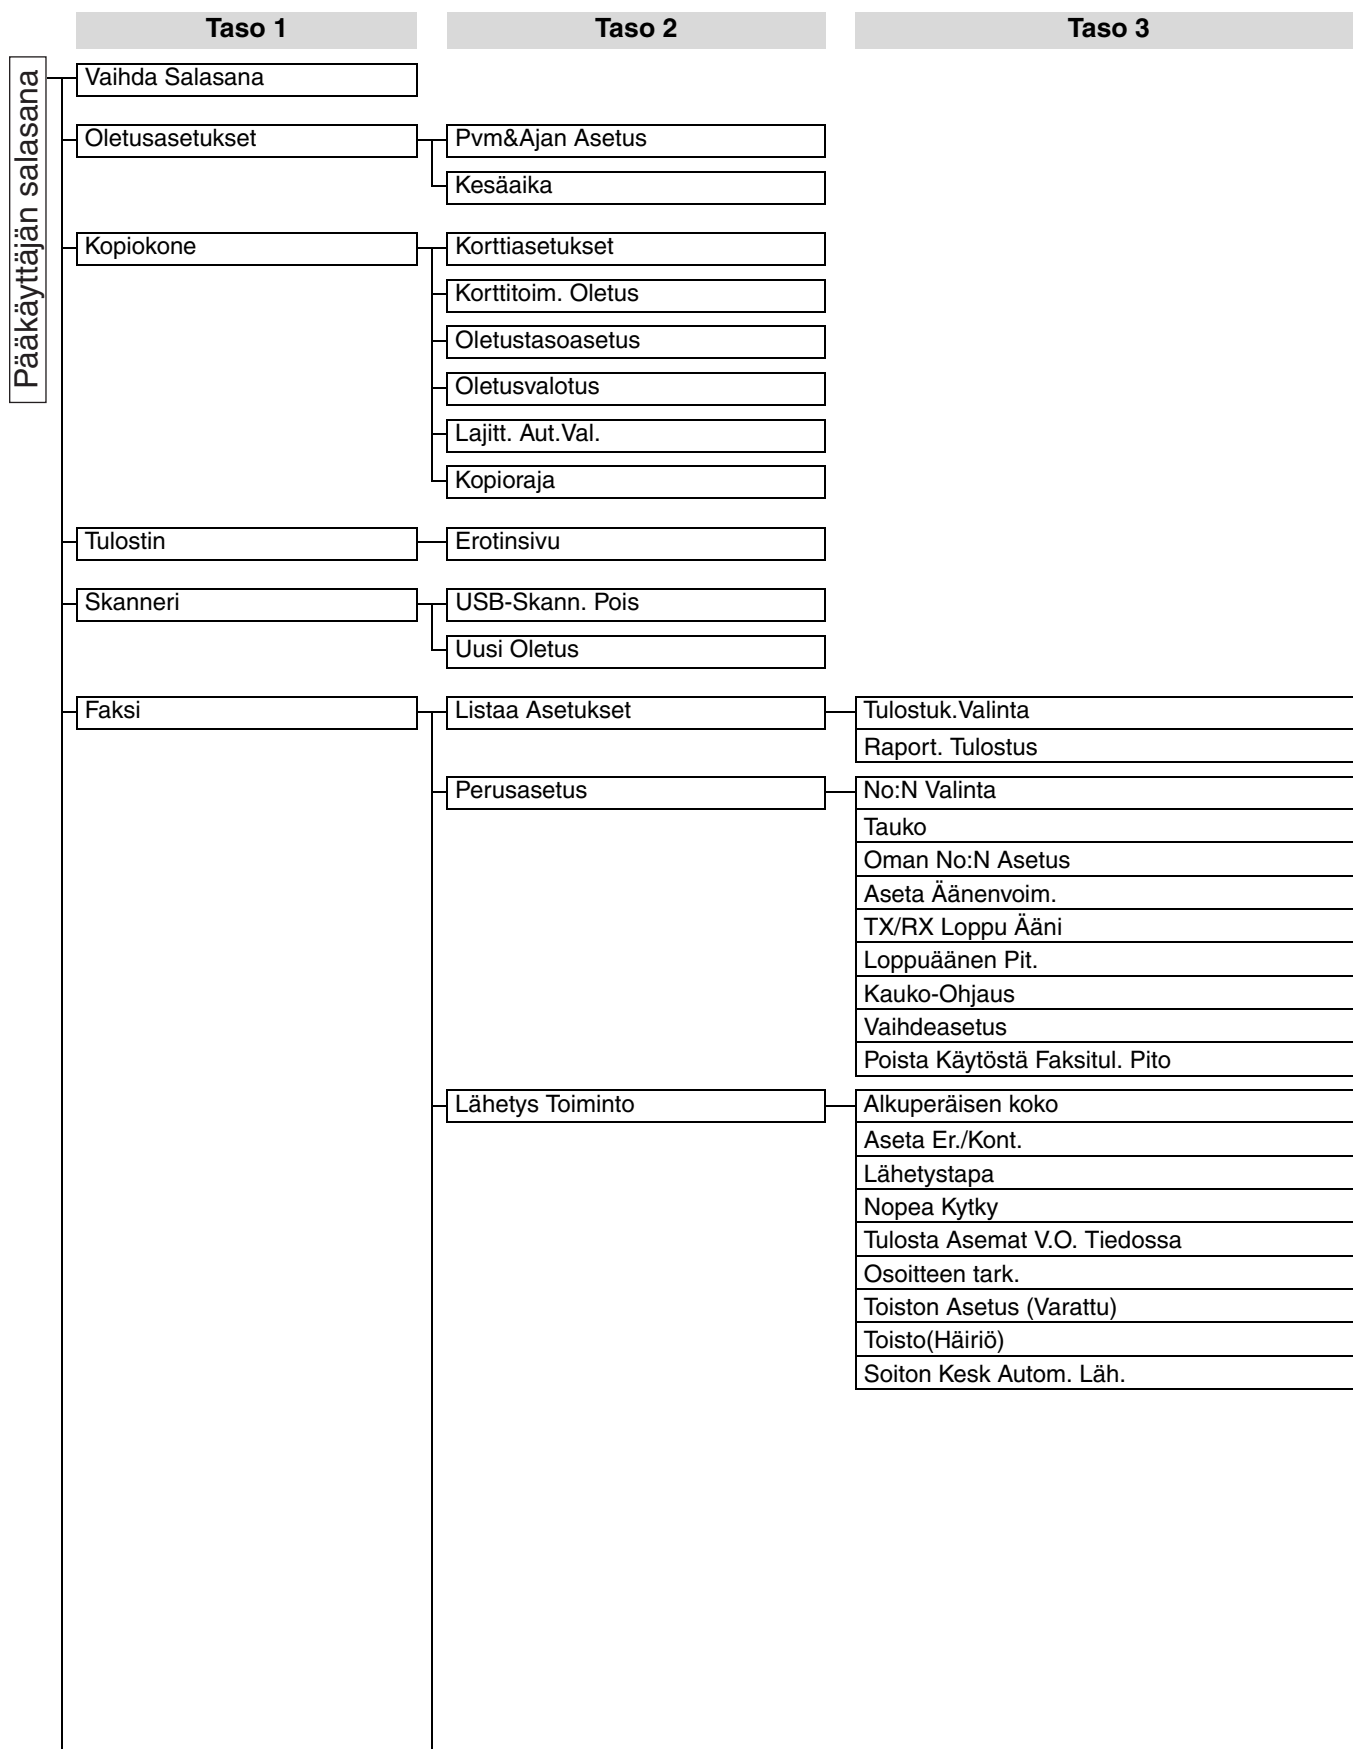 Taso 1
Taso 2
Taso 3
Pääkäyttäjän salasana
Vaihda Salasana
Oletusasetukset
Pvm&Ajan Asetus
Kesäaika
Kopiokone
Korttiasetukset
Korttitoim. Oletus
Oletustasoasetus
Oletusvalotus
Lajitt. Aut.Val.
Kopioraja
Tulostin
Erotinsivu
Skanneri
USB-Skann. Pois
Uusi Oletus
Faksi
Listaa Asetukset
Tulostuk.Valinta
Raport. Tulostus
Perusasetus
No:N Valinta
Tauko
Oman No:N Asetus
Aseta Äänenvoim.
TX/RX Loppu Ääni
Loppuäänen Pit.
Kauko-Ohjaus
Vaihdeasetus
Poista Käytöstä Faksitul. Pito
Lähetys Toiminto
Alkuperäisen koko
Aseta Er./Kont.
Lähetystapa
Nopea Kytky
Tulosta Asemat V.O. Tiedossa
Osoitteen tark.
Toiston Asetus (Varattu)
Toisto(Häiriö)
Soiton Kesk Autom. Läh.